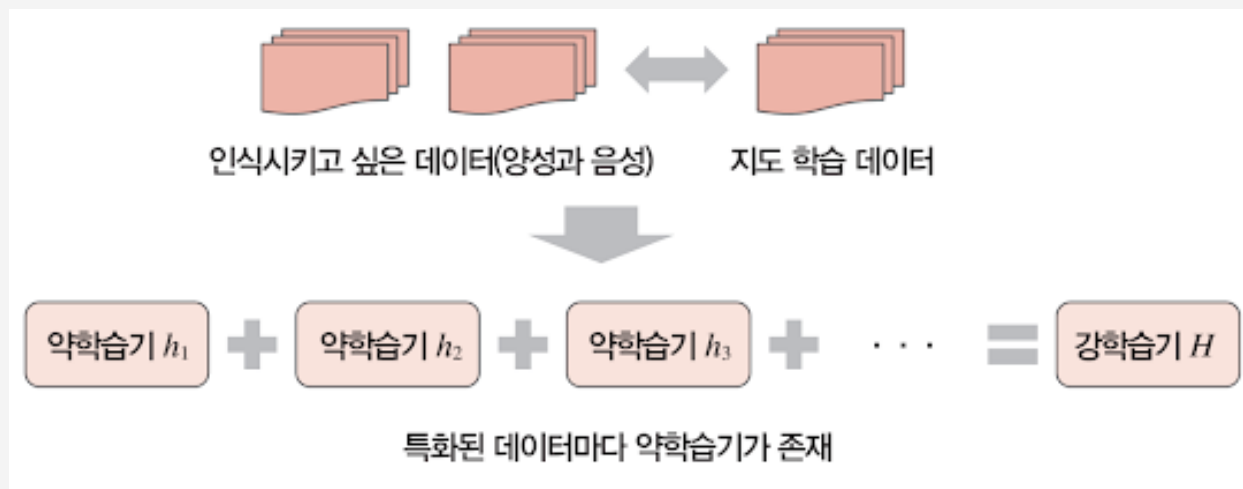 인식시키고 싶은 데이터(양성과 음성) 지도 학습 데이터
약학습기 h₁ + 약학습기 h₂ + 약학습기 h₃ + · · · = 강학습기 H
특화된 데이터마다 약학습기가 존재